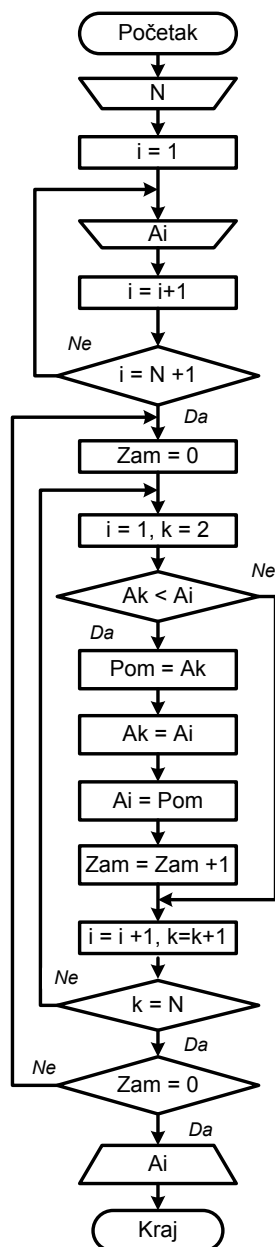 Početak
N
i = 1
Ai
i = i+1
Ne
i = N +1
Da
Zam = 0
i = 1, k = 2
Ne
Ak < Ai
Da
Pom = Ak
Ak = Ai
Ai = Pom
Zam = Zam +1
i = i +1, k=k+1
Ne
k = N
Da
Ne
Zam = 0
Da
Ai
Kraj